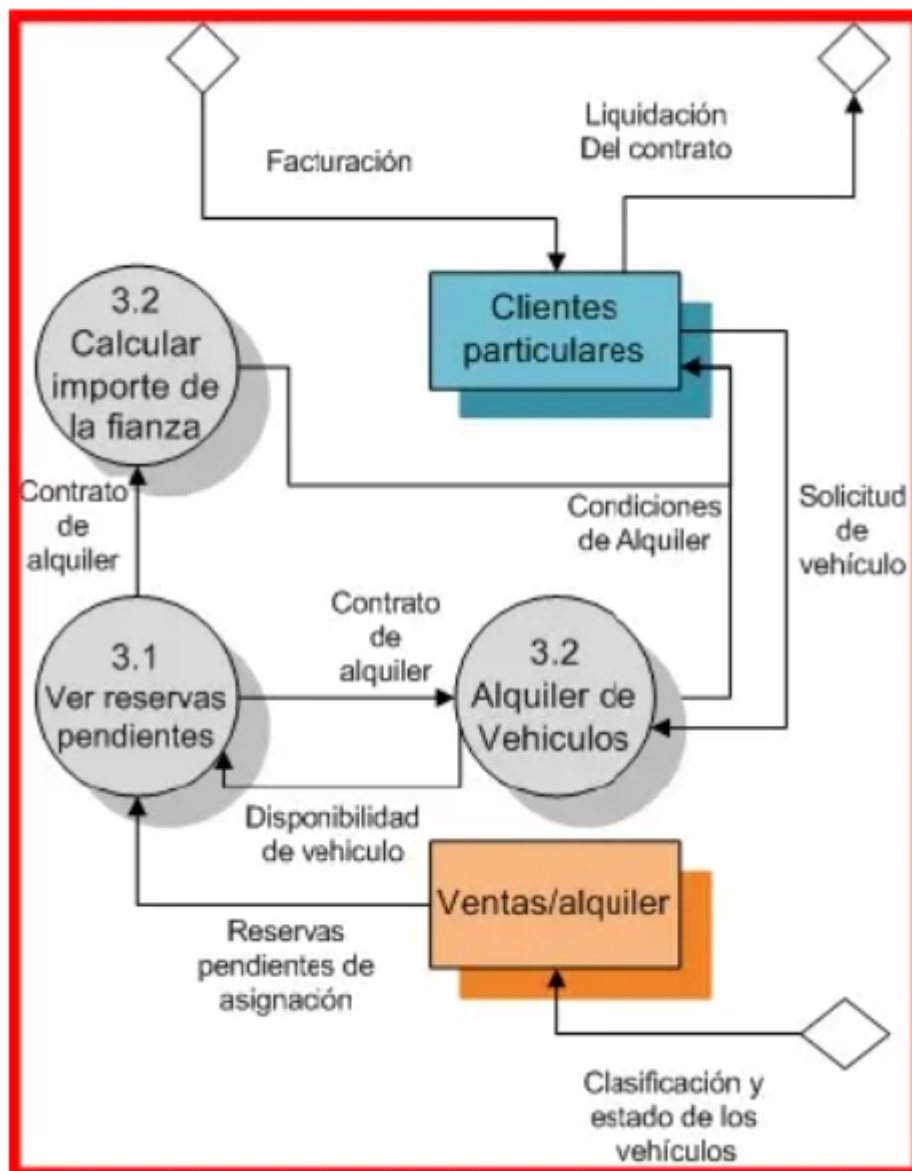 Facturación
Liquidación
Del contrato
Clientes
particulares
3.2
Calcular
importe de
la fianza
Contrato
de
alquiler
Condiciones
de Alquiler
Solicitud
de
vehículo
3.1
Ver reservas
pendientes
Contrato
de
alquiler
3.2
Alquiler de
Vehiculos
Disponibilidad
de vehiculo
Ventas/alquiler
Reservas
pendientes de
asignación
Clasificación y
estado de los
vehículos